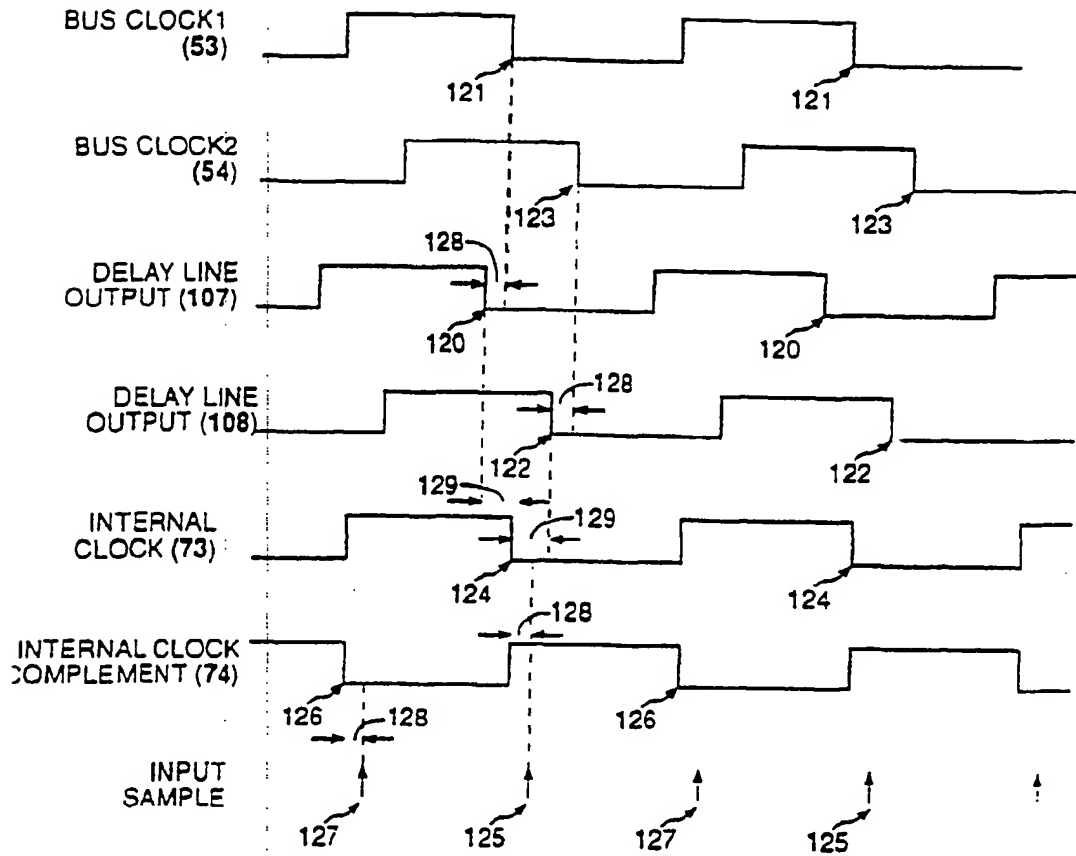 BUS CLOCK1
(53)
121
121
BUS CLOCK2
(54)
123
123
128
DELAY LINE
OUTPUT (107)
120
120
DELAY LINE
OUTPUT (108)
128
122
122
129
129
INTERNAL
CLOCK (73)
124
124
128
INTERNAL CLOCK
COMPLEMENT (74)
126
126
128
INPUT
SAMPLE
127
125
127
125